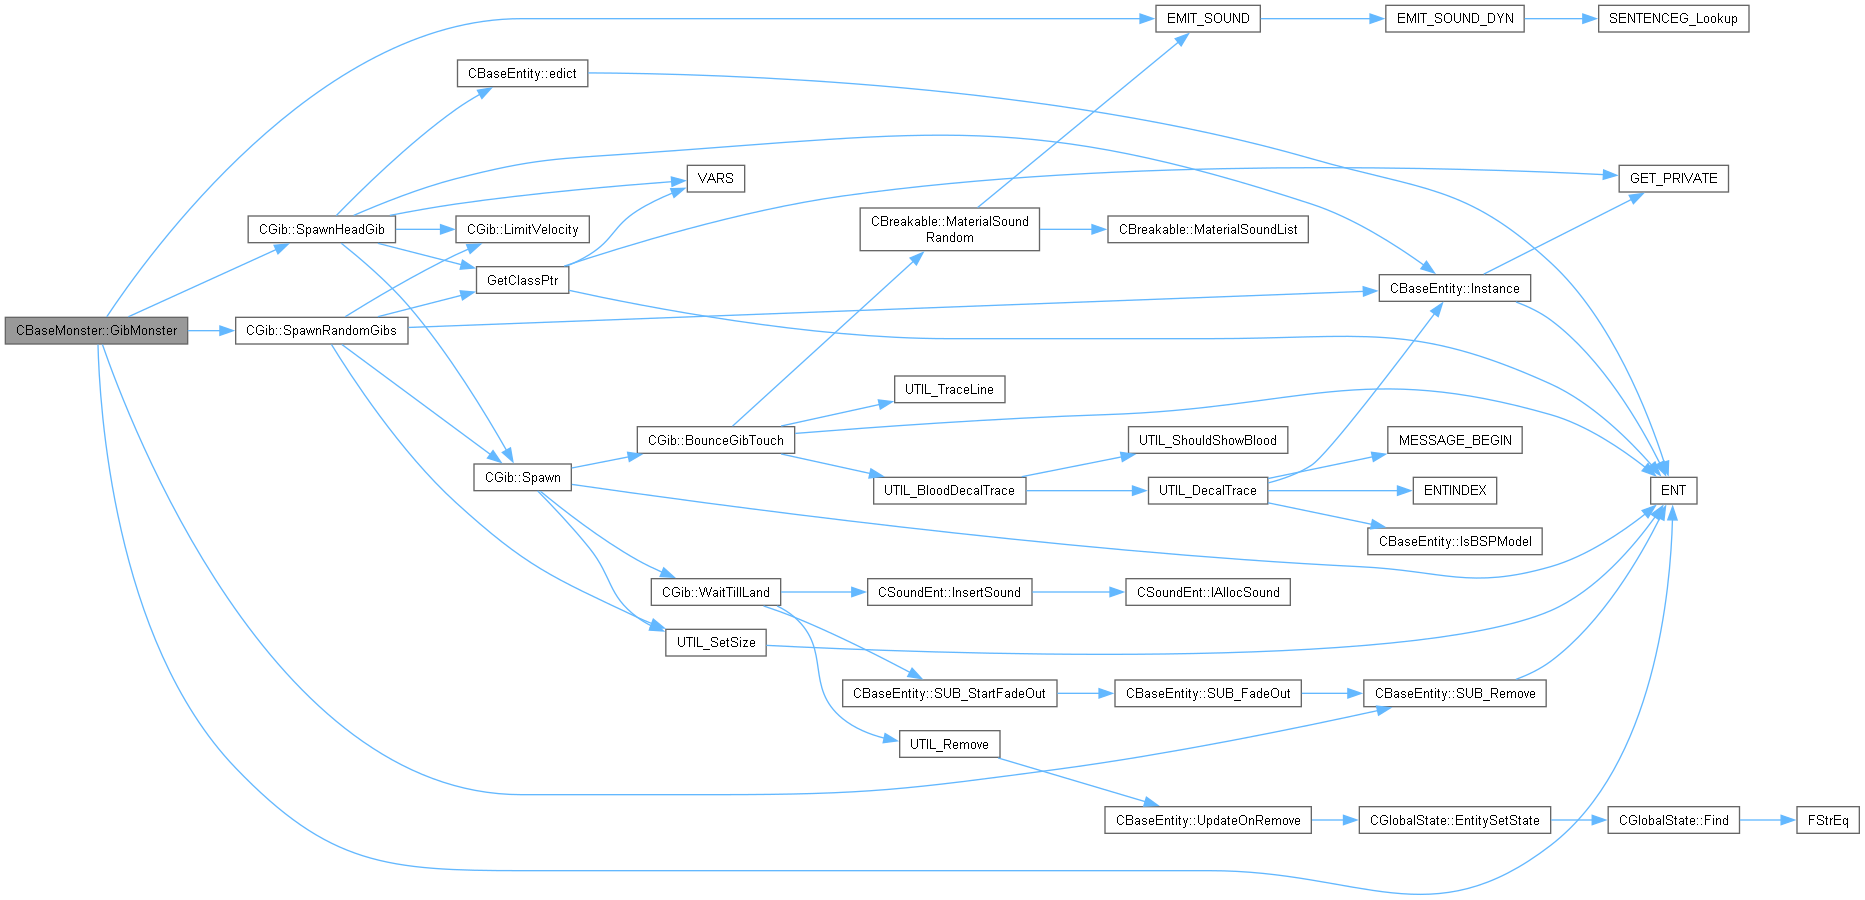 EMIT_SOUND
EMIT_SOUND_DYN
SENTENCEG_Lookup
CBaseEntity::edict
VARS
GET_PRIVATE
CGib::SpawnHeadGib
CGib::LimitVelocity
CBreakable::MaterialSound
Random
CBreakable::MaterialSoundList
GetClassPtr
CBaseEntity::Instance
CBaseMonster::GibMonster
CGib::SpawnRandomGibs
UTIL_TraceLine
CGib::BounceGibTouch
UTIL_ShouldShowBlood
MESSAGE_BEGIN
CGib::Spawn
UTIL_BloodDecalTrace
UTIL_DecalTrace
ENTINDEX
ENT
CBaseEntity::IsBSPModel
CGib::WaitTillLand
CSoundEnt::InsertSound
CSoundEnt::IAllocSound
UTIL_SetSize
CBaseEntity::SUB_StartFadeOut
CBaseEntity::SUB_FadeOut
CBaseEntity::SUB_Remove
UTIL_Remove
CBaseEntity::UpdateOnRemove
CGlobalState::EntitySetState
CGlobalState::Find
FStrEq